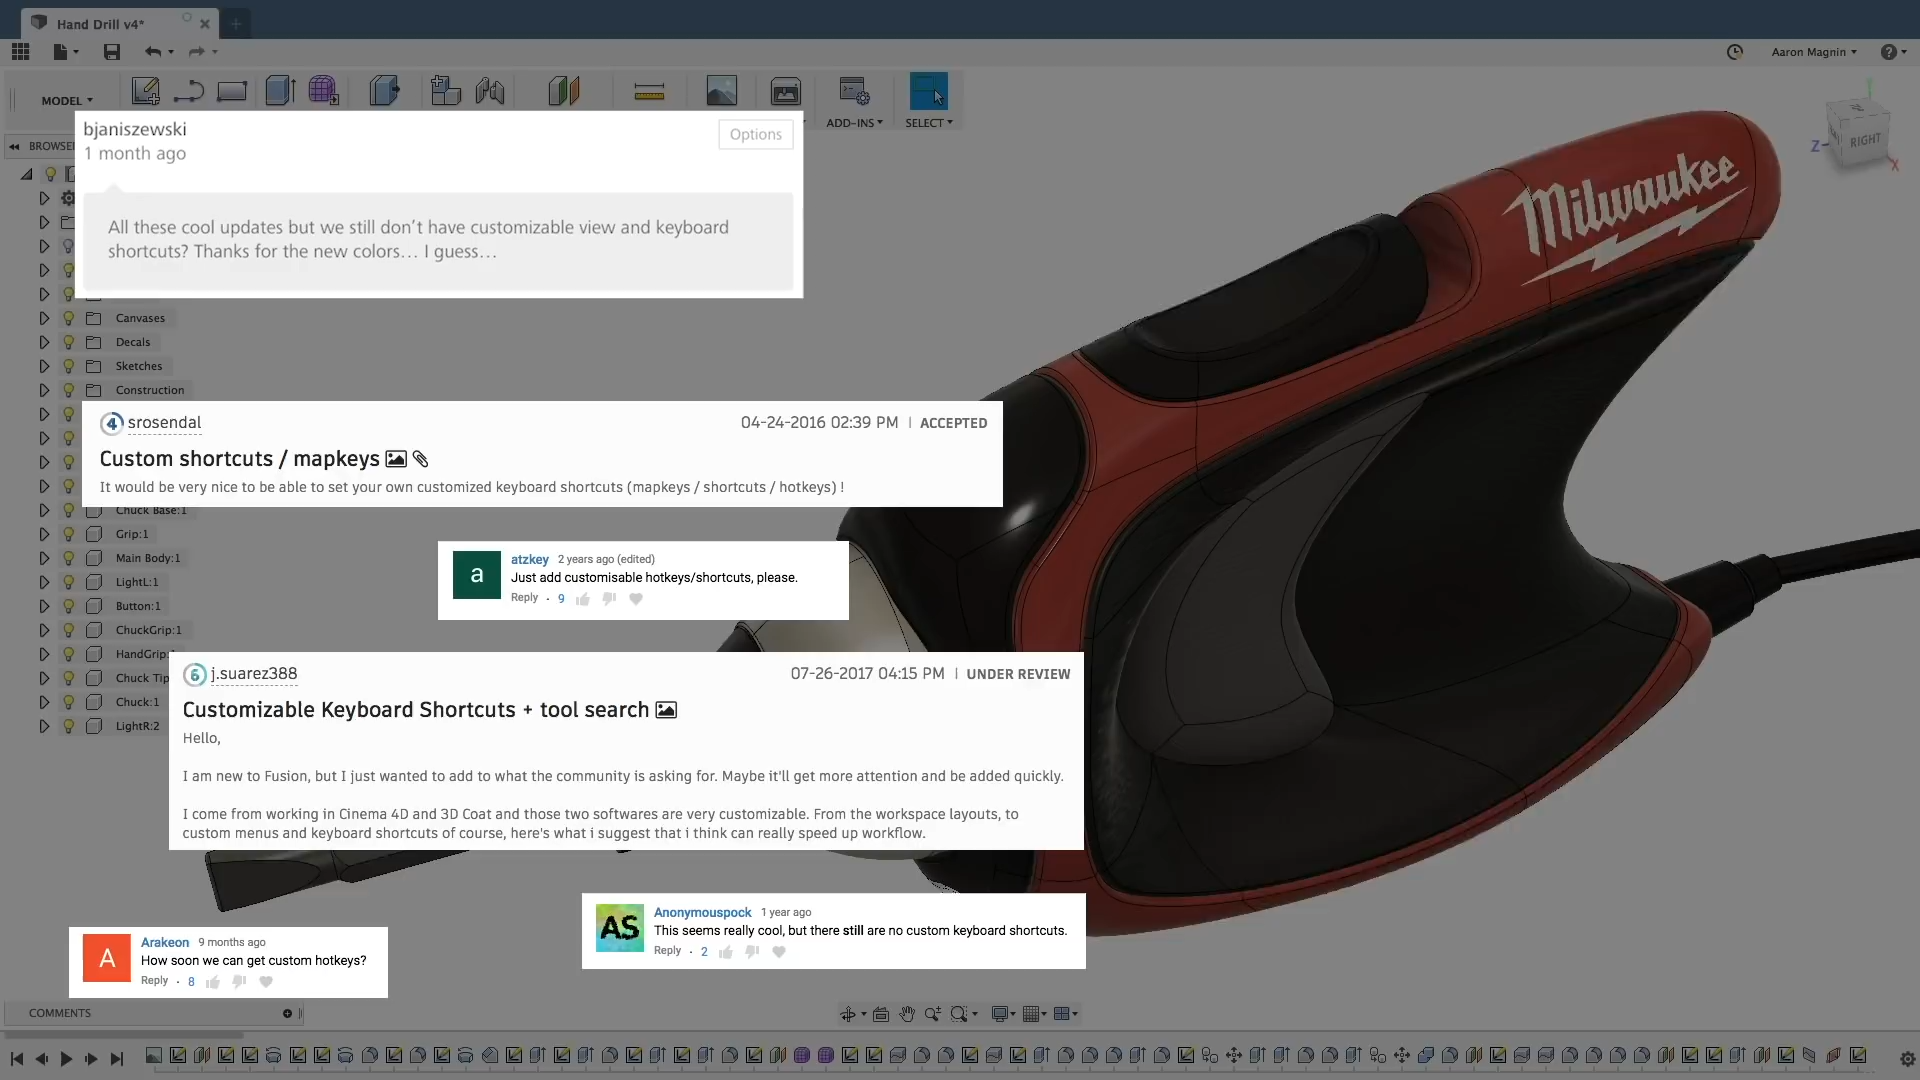 Hand Drill v4*
Aaron Magnin
MODEL
ADD-INS
SELECT
BROWSE
bjaniszewski
1 month ago
Options
All these cool updates but we still don’t have customizable view and keyboard
shortcuts? Thanks for the new colors... I guess...
Canvases
Decals
Sketches
Construction
4 srosendal
04-24-2016 02:39 PM | ACCEPTED
Custom shortcuts / mapkeys
It would be very nice to be able to set your own customized keyboard shortcuts (mapkeys / shortcuts / hotkeys) !
Chuck Base:1
Grip:1
Main Body:1
LightL:1
Button:1
ChuckGrip:1
HandGrip:
Chuck Tip
Chuck:1
LightR:2
a
atzkey 2 years ago (edited)
Just add customisable hotkeys/shortcuts, please.
Reply · 9
6 j.suarez388
07-26-2017 04:15 PM | UNDER REVIEW
Customizable Keyboard Shortcuts + tool search
Hello,
I am new to Fusion, but I just wanted to add to what the community is asking for. Maybe it'll get more attention and be added quickly.
I come from working in Cinema 4D and 3D Coat and those two softwares are very customizable. From the workspace layouts, to
custom menus and keyboard shortcuts of course, here's what i suggest that i think can really speed up workflow.
AS
Anonymouspock 1 year ago
This seems really cool, but there still are no custom keyboard shortcuts.
Reply · 2
A
Arakeon 9 months ago
How soon we can get custom hotkeys?
Reply · 8
COMMENTS
Milwaukee
RIGHT
Z
X